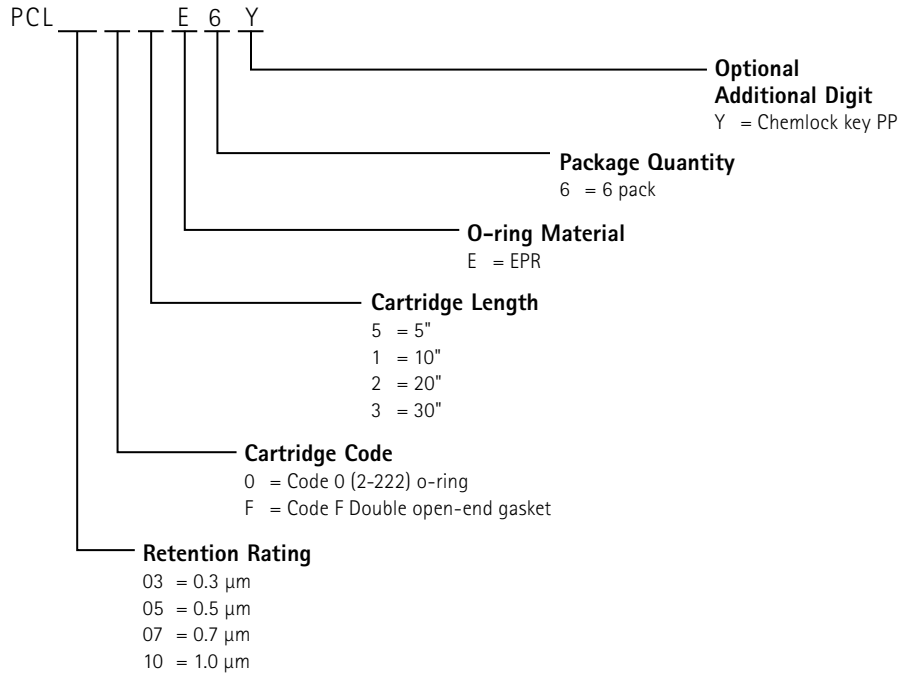 PCL E 6 Y
Optional
Additional Digit
Y = Chemlock key PP
Package Quantity
6 = 6 pack
O-ring Material
E = EPR
Cartridge Length
5 = 5"
1 = 10"
2 = 20"
3 = 30"
Cartridge Code
0 = Code 0 (2-222) o-ring
F = Code F Double open-end gasket
Retention Rating
03 = 0.3 µm
05 = 0.5 µm
07 = 0.7 µm
10 = 1.0 µm